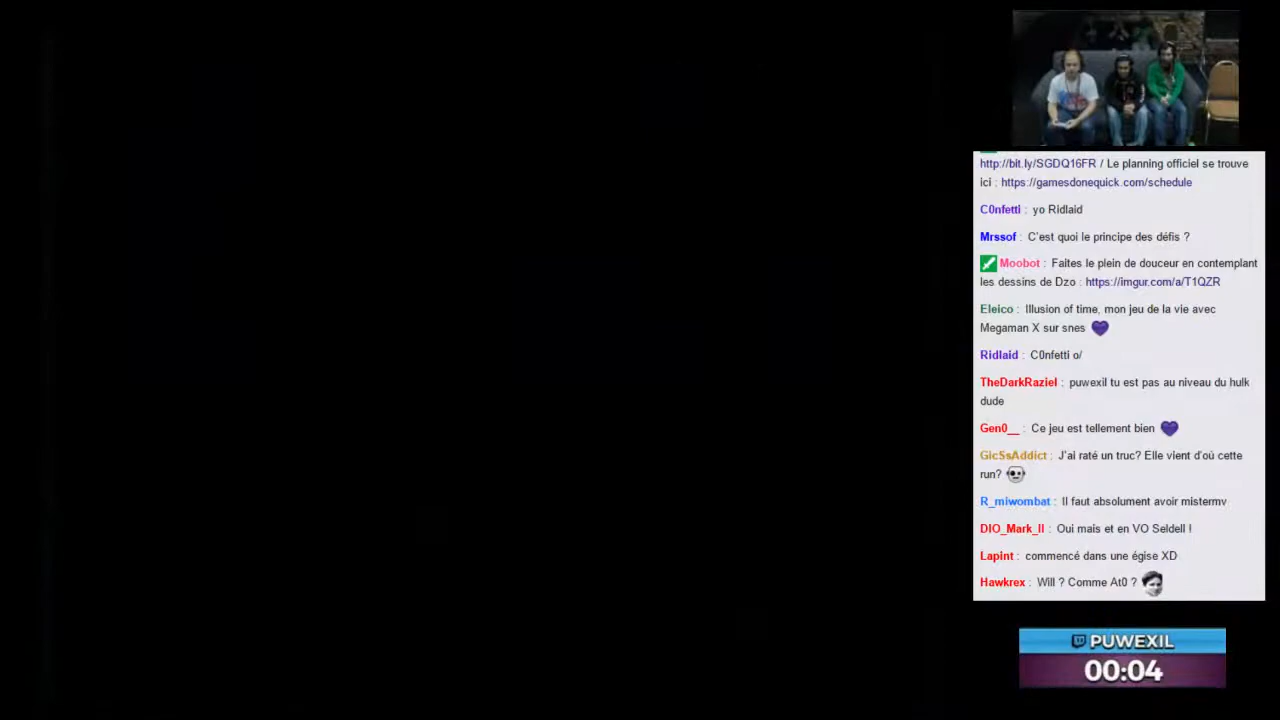 http://bit.ly/SGDQ16FR / Le planning officiel se trouve
ici : https://gamesdonequick.com/schedule
C0nfetti : yo Ridlaid
Mrssof : C'est quoi le principe des défis ?
Moobot : Faites le plein de douceur en contemplant
les dessins de Dzo : https://imgur.com/a/T1QZR
Eleico : Illusion of time, mon jeu de la vie avec
Megaman X sur snes
Ridlaid : C0nfetti o/
TheDarkRaziel : puwexil tu est pas au niveau du hulk
dude
Gen0__ : Ce jeu est tellement bien
GicSsAddict : J'ai raté un truc? Elle vient d'où cette
run?
R_miwombat : Il faut absolument avoir mistermv
DIO_Mark_II : Oui mais et en VO Seldell !
Lapint : commencé dans une égise XD
Hawkrex : Will ? Comme At0 ?
PUWEXIL
00:04